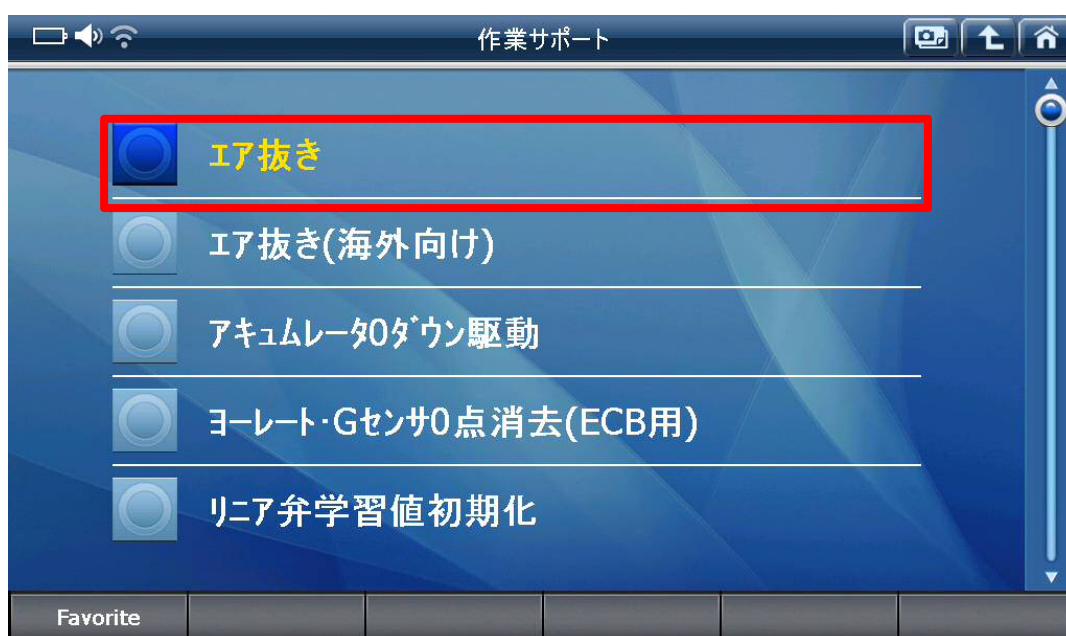 作業サポート
エア抜き
エア抜き(海外向け)
アキュムレータ0ダウン駆動
ヨーレート・Gセンサ0点消去(ECB用)
リニア弁学習値初期化
Favorite